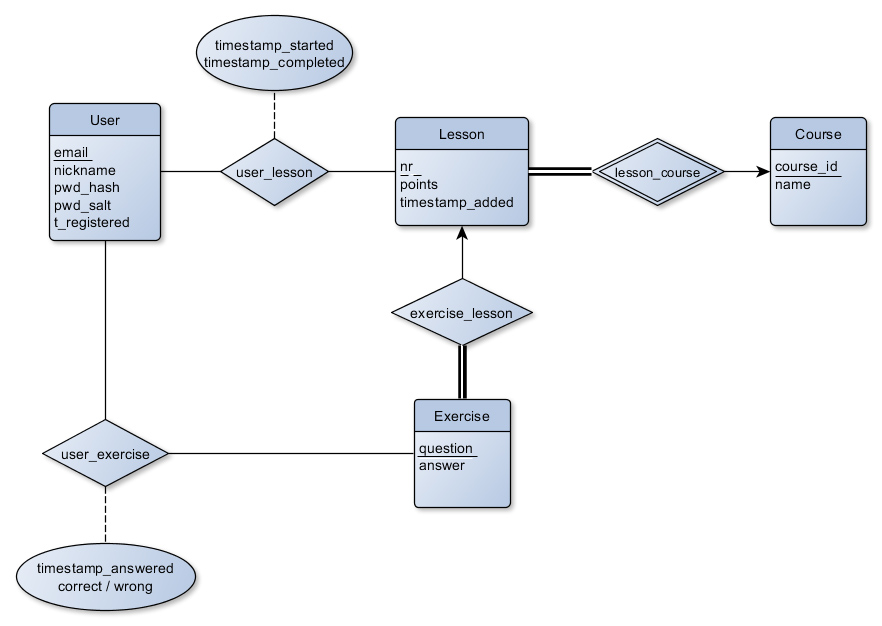 timestamp_started
timestamp_completed
User
email
nickname
pwd_hash
pwd_salt
t_registered
user_lesson
Lesson
nr_
points
timestamp_added
lesson_course
Course
course_id
name
exercise_lesson
Exercise
question
answer
user_exercise
timestamp_answered
correct / wrong